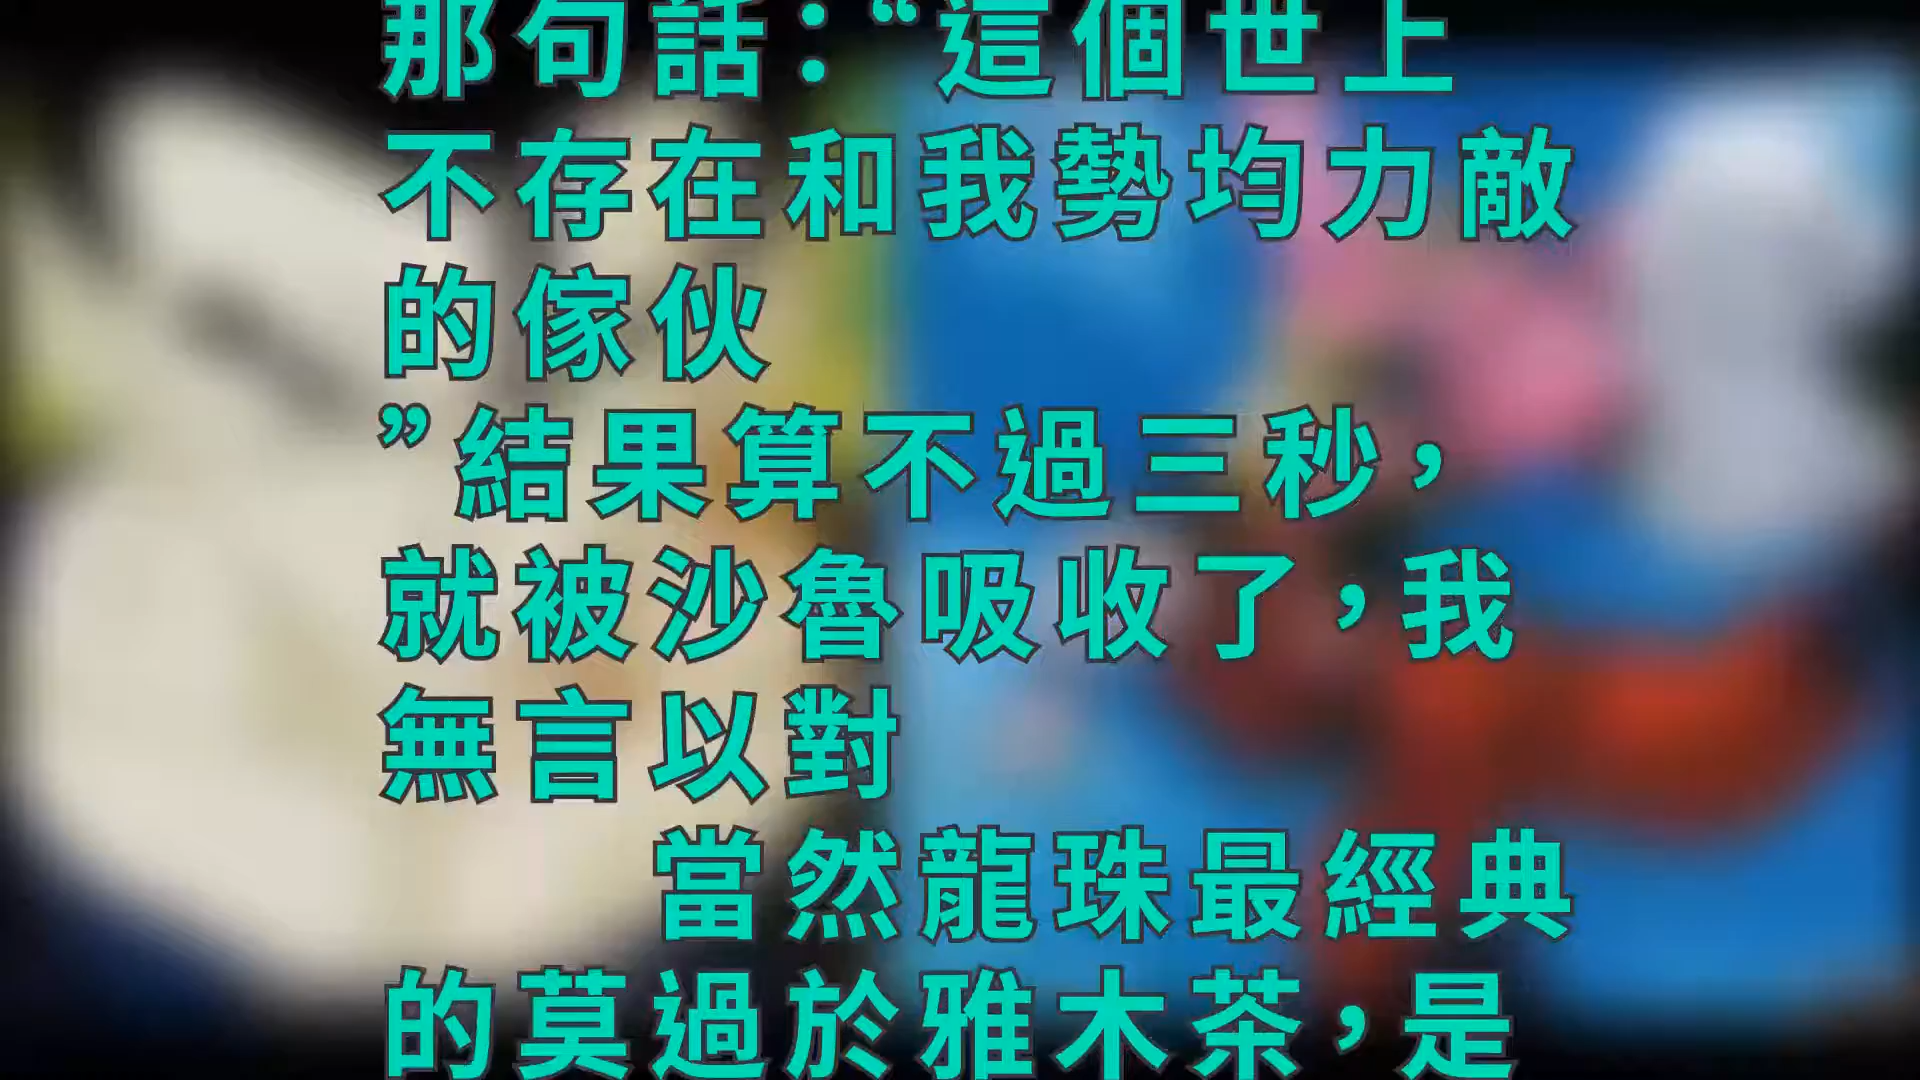 那句話：“這個世上
不存在和我勢均力敵
的傢伙
”結果算不過三秒，
就被沙魯吸收了，我
無言以對
當然龍珠最經典
的莫過於雅木茶，是